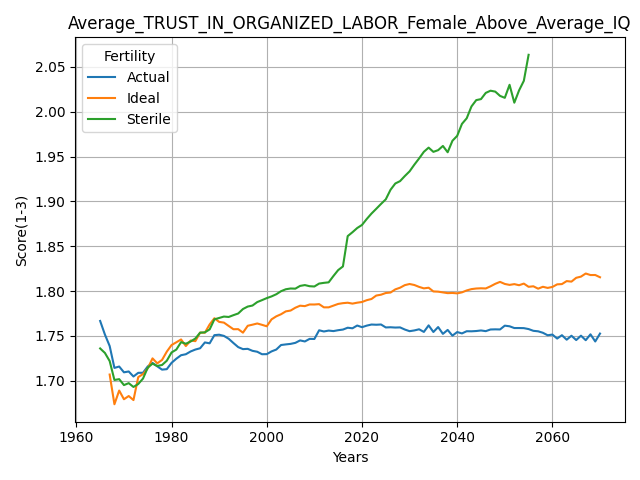 Average_TRUST_IN_ORGANIZED_LABOR_Female_Above_Average_IQ
Fertility
Actual
Ideal
Sterile
2.05
2.00
1.95
1.90
1.85
1.80
1.75
1.70
Score(1-3)
1960
1980
2000
2020
2040
2060
Years